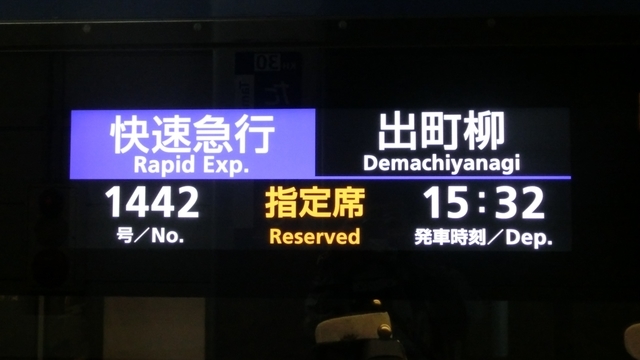 快速急行 出町柳
Rapid Exp. Demachiyanagi
1442 指定席 15:32
号/No. Reserved 発車時刻/Dep.